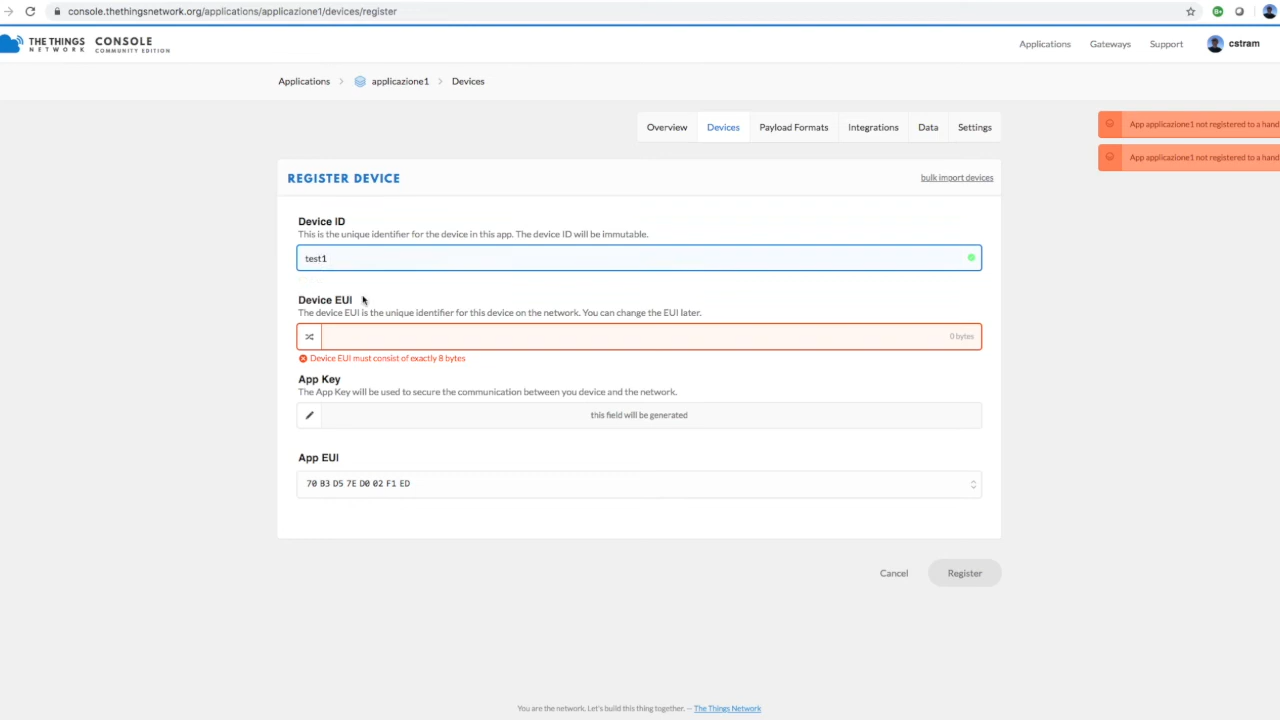 console.thethingsnetwork.org/applications/applicazione1/devices/register
THE THINGS NETWORK CONSOLE COMMUNITY EDITION
Applications Gateways Support cstram
Applications > applicazione1 > Devices
Overview Devices Payload Formats Integrations Data Settings
App applicazione1 not registered to a hand
App applicazione1 not registered to a hand
REGISTER DEVICE bulk import devices
Device ID
This is the unique identifier for the device in this app. The device ID will be immutable.
test1
Device EUI
The device EUI is the unique identifier for this device on the network. You can change the EUI later.
0 bytes
Device EUI must consist of exactly 8 bytes
App Key
The App Key will be used to secure the communication between you device and the network.
this field will be generated
App EUI
70 B3 D5 7E D0 02 F1 ED
Cancel Register
You are the network. Let's build this thing together. — The Things Network